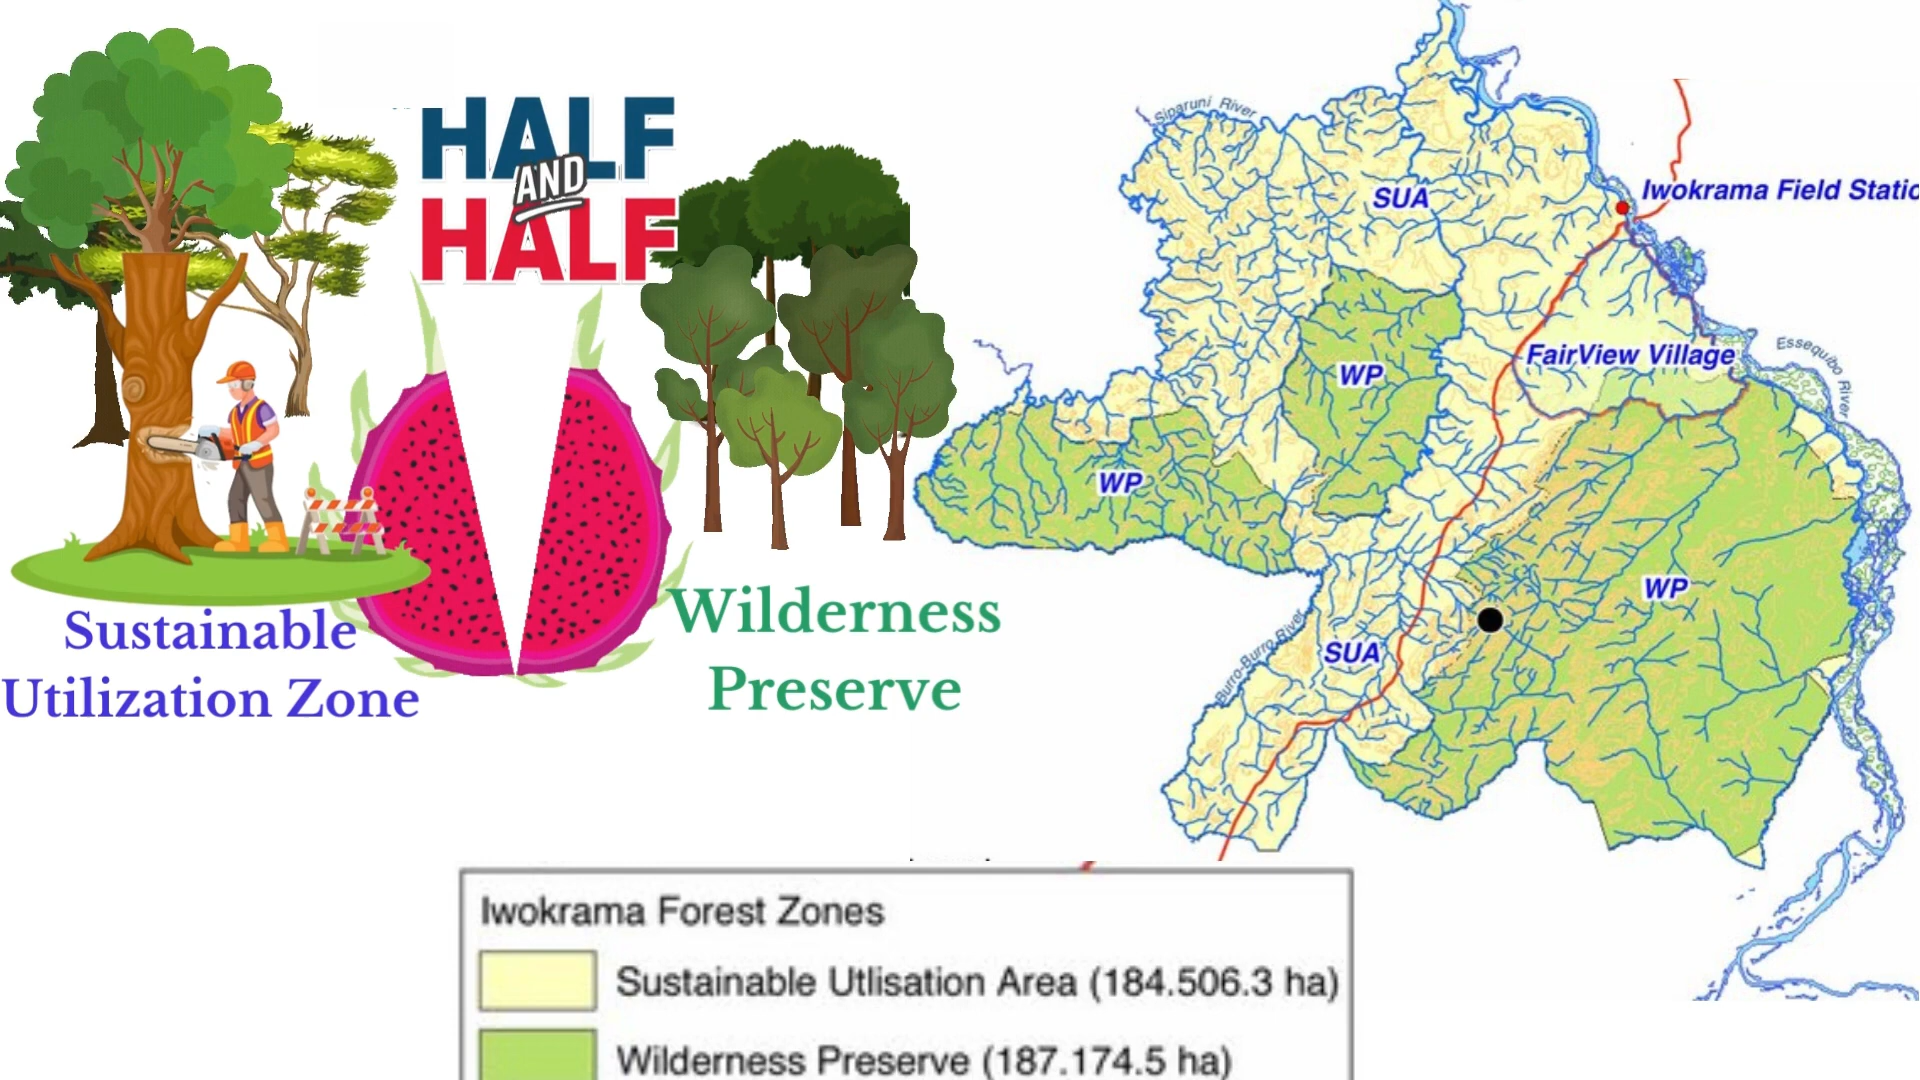 HALF
AND
HALF
Sustainable
Utilization Zone
Wilderness
Preserve
Siparuni River
SUA
Iwokrama Field Statio
WP
FairView Village
Essequibo River
WP
WP
SUA
Burro-Burro River
Iwokrama Forest Zones
Sustainable Utlisation Area (184.506.3 ha)
Wilderness Preserve (187.174.5 ha)